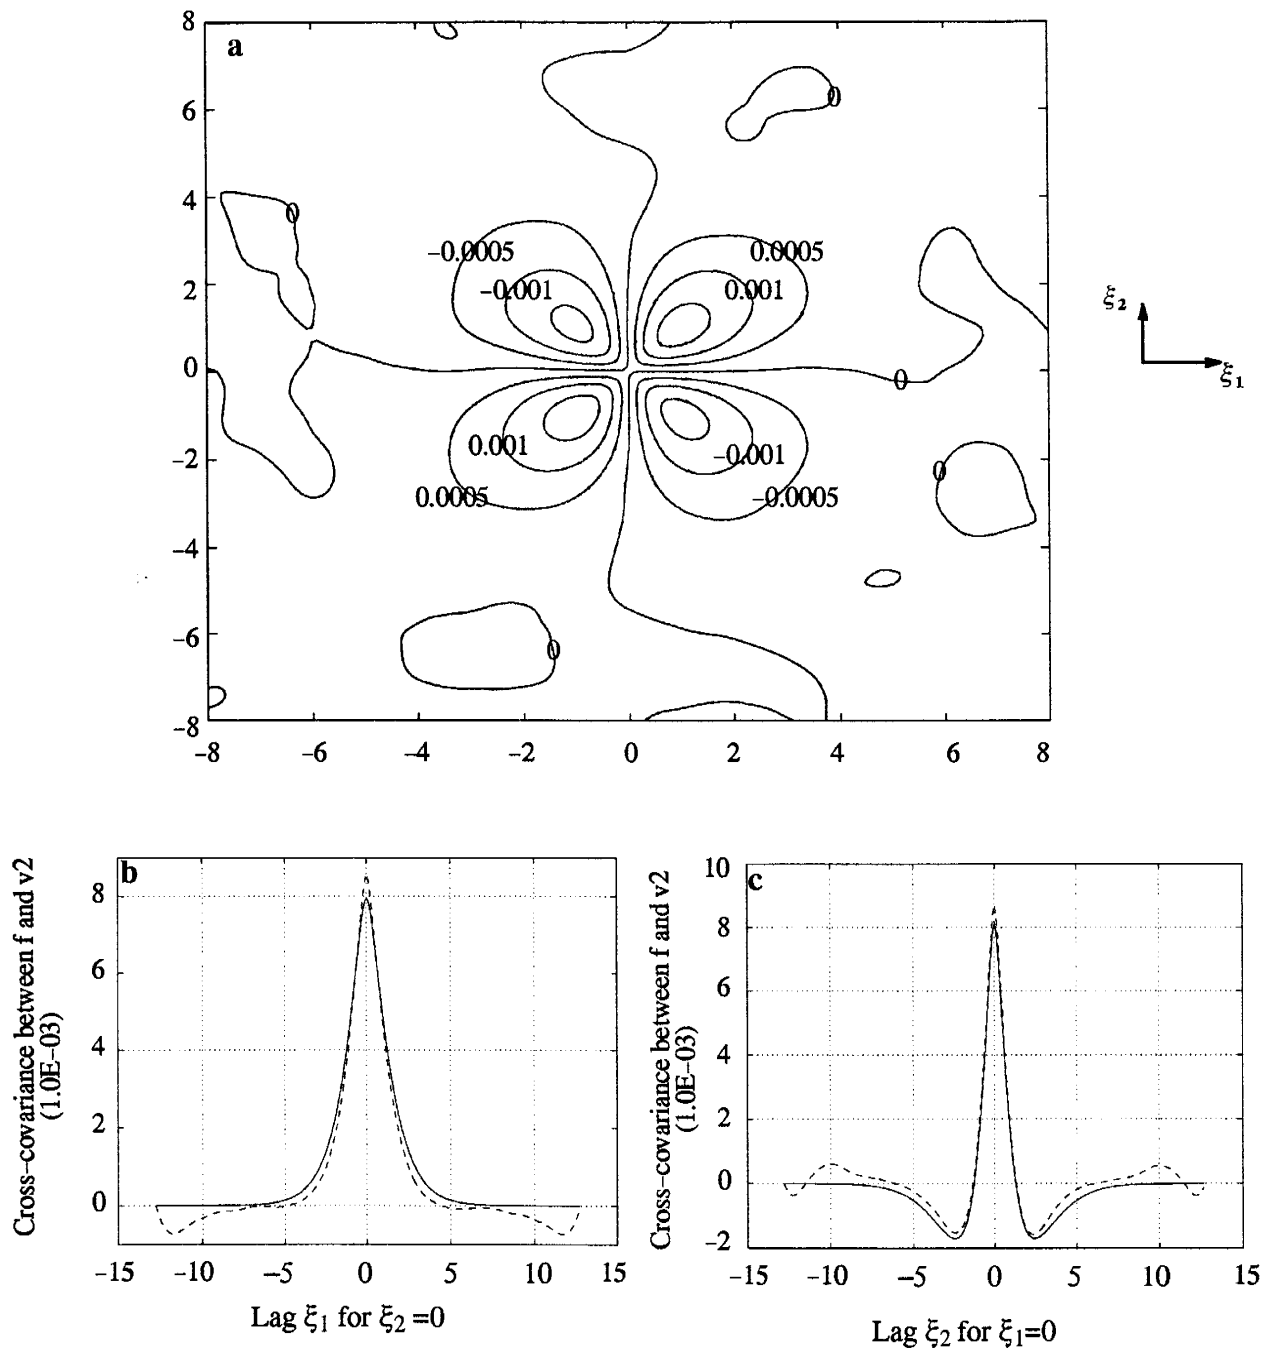 a
8
6
4
2
0
−2
−4
−6
−8
−8 −6 −4 −2 0 2 4 6 8
0
0
−0.0005 0.0005
−0.001 0.001
0
0.001 −0.001
0
0.0005 −0.0005
0
ξ2
ξ1
b
Cross−covariance between f and v2
(1.0E−03)
8
6
4
2
0
−15 −10 −5 0 5 10 15
Lag ξ1 for ξ2 =0
c
Cross−covariance between f and v2
(1.0E−03)
10
8
6
4
2
0
−2
−15 −10 −5 0 5 10 15
Lag ξ2 for ξ1=0